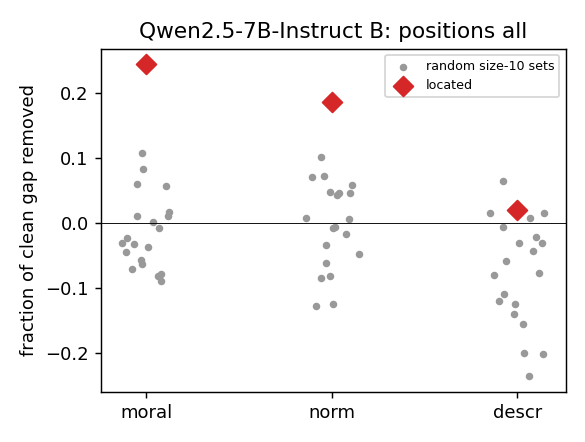 Qwen2.5-7B-Instruct B: positions all
random size-10 sets
located
fraction of clean gap removed
0.2
0.1
0.0
−0.1
−0.2
moral norm descr